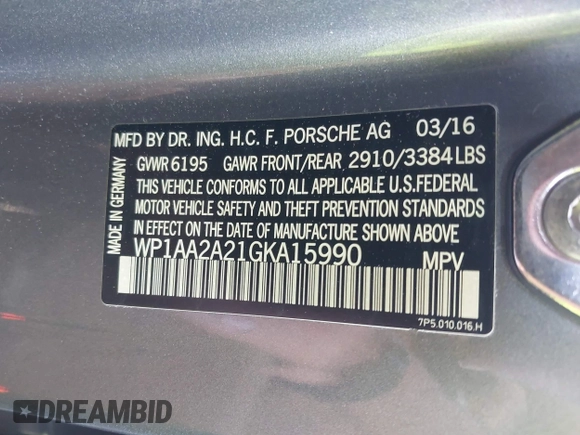 MFD BY DR. ING. H.C. F. PORSCHE AG 03/16
GVWR 6195 GAWR FRONT/REAR 2910/3384 LBS
THIS VEHICLE CONFORMS TO ALL APPLICABLE U.S.FEDERAL
MOTOR VEHICLE SAFETY AND THEFT PREVENTION STANDARDS
IN EFFECT ON THE DATE OF MANUFACTURE SHOWN ABOVE
WP1AA2A21GKA15990 MPV
MADE IN GERMANY
7P5.010.016.H
DREAMBID